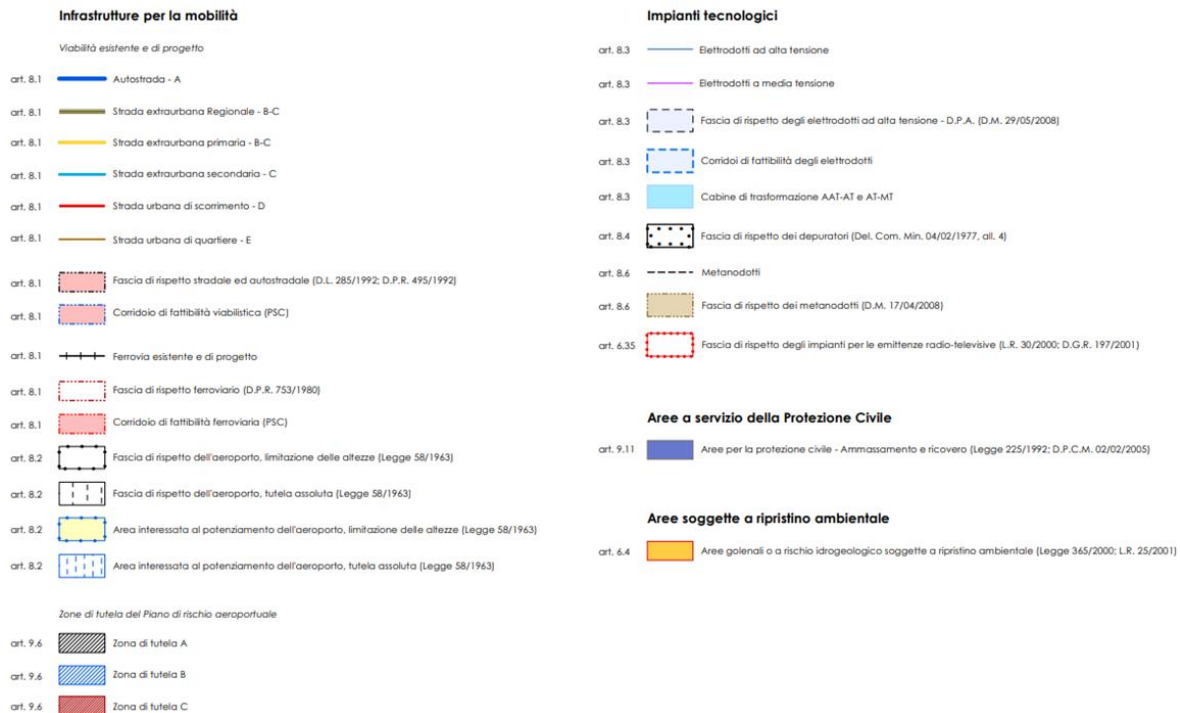 Infrastrutture per la mobilità
Viabilità esistente e di progetto
art. 8.1 Autostrada - A
art. 8.1 Strada extraurbana Regionale - B-C
art. 8.1 Strada extraurbana primaria - B-C
art. 8.1 Strada extraurbana secondaria - C
art. 8.1 Strada urbana di scorrimento - D
art. 8.1 Strada urbana di quartiere - E
art. 8.1 Fascia di rispetto stradale ed autostradale (D.L. 285/1992; D.P.R. 495/1992)
art. 8.1 Corridoio di fattibilità viabilistica (PSC)
art. 8.1 Ferrovia esistente e di progetto
art. 8.1 Fascia di rispetto ferroviario (D.P.R. 753/1980)
art. 8.1 Corridoio di fattibilità ferroviaria (PSC)
art. 8.2 Fascia di rispetto dell'aeroporto, limitazione delle altezze (Legge 58/1963)
art. 8.2 Fascia di rispetto dell'aeroporto, tutela assoluta (Legge 58/1963)
art. 8.2 Area interessata al potenziamento dell'aeroporto, limitazione delle altezze (Legge 58/1963)
art. 8.2 Area interessata al potenziamento dell'aeroporto, tutela assoluta (Legge 58/1963)
Zone di tutela del Piano di rischio aeroportuale
art. 9.6 Zona di tutela A
art. 9.6 Zona di tutela B
art. 9.6 Zona di tutela C
Impianti tecnologici
art. 8.3 Elettrodotti ad alta tensione
art. 8.3 Elettrodotti a media tensione
art. 8.3 Fascia di rispetto degli elettrodotti ad alta tensione - D.P.A. (D.M. 29/05/2008)
art. 8.3 Corridoi di fattibilità degli elettrodotti
art. 8.3 Cabine di trasformazione AAT-AT e AT-MT
art. 8.4 Fascia di rispetto dei depuratori (Del. Com. Min. 04/02/1977, all. 4)
art. 8.6 Metanodotti
art. 8.6 Fascia di rispetto dei metanodotti (D.M. 17/04/2008)
art. 6.35 Fascia di rispetto degli impianti per le emittenze radio-televisive (L.R. 30/2000; D.G.R. 197/2001)
Aree a servizio della Protezione Civile
art. 9.11 Aree per la protezione civile - Ammassamento e ricovero (Legge 225/1992; D.P.C.M. 02/02/2005)
Aree soggette a ripristino ambientale
art. 6.4 Aree golenali o a rischio idrogeologico soggette a ripristino ambientale (Legge 365/2000; L.R. 25/2001)